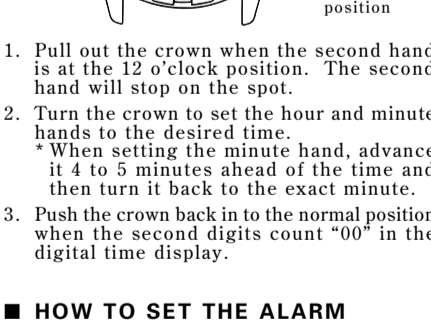 position
1. Pull out the crown when the second hand
is at the 12 o'clock position. The second
hand will stop on the spot.
2. Turn the crown to set the hour and minute
hands to the desired time.
* When setting the minute hand, advance
it 4 to 5 minutes ahead of the time and
then turn it back to the exact minute.
3. Push the crown back in to the normal position
when the second digits count “00” in the
digital time display.
■ HOW TO SET THE ALARM